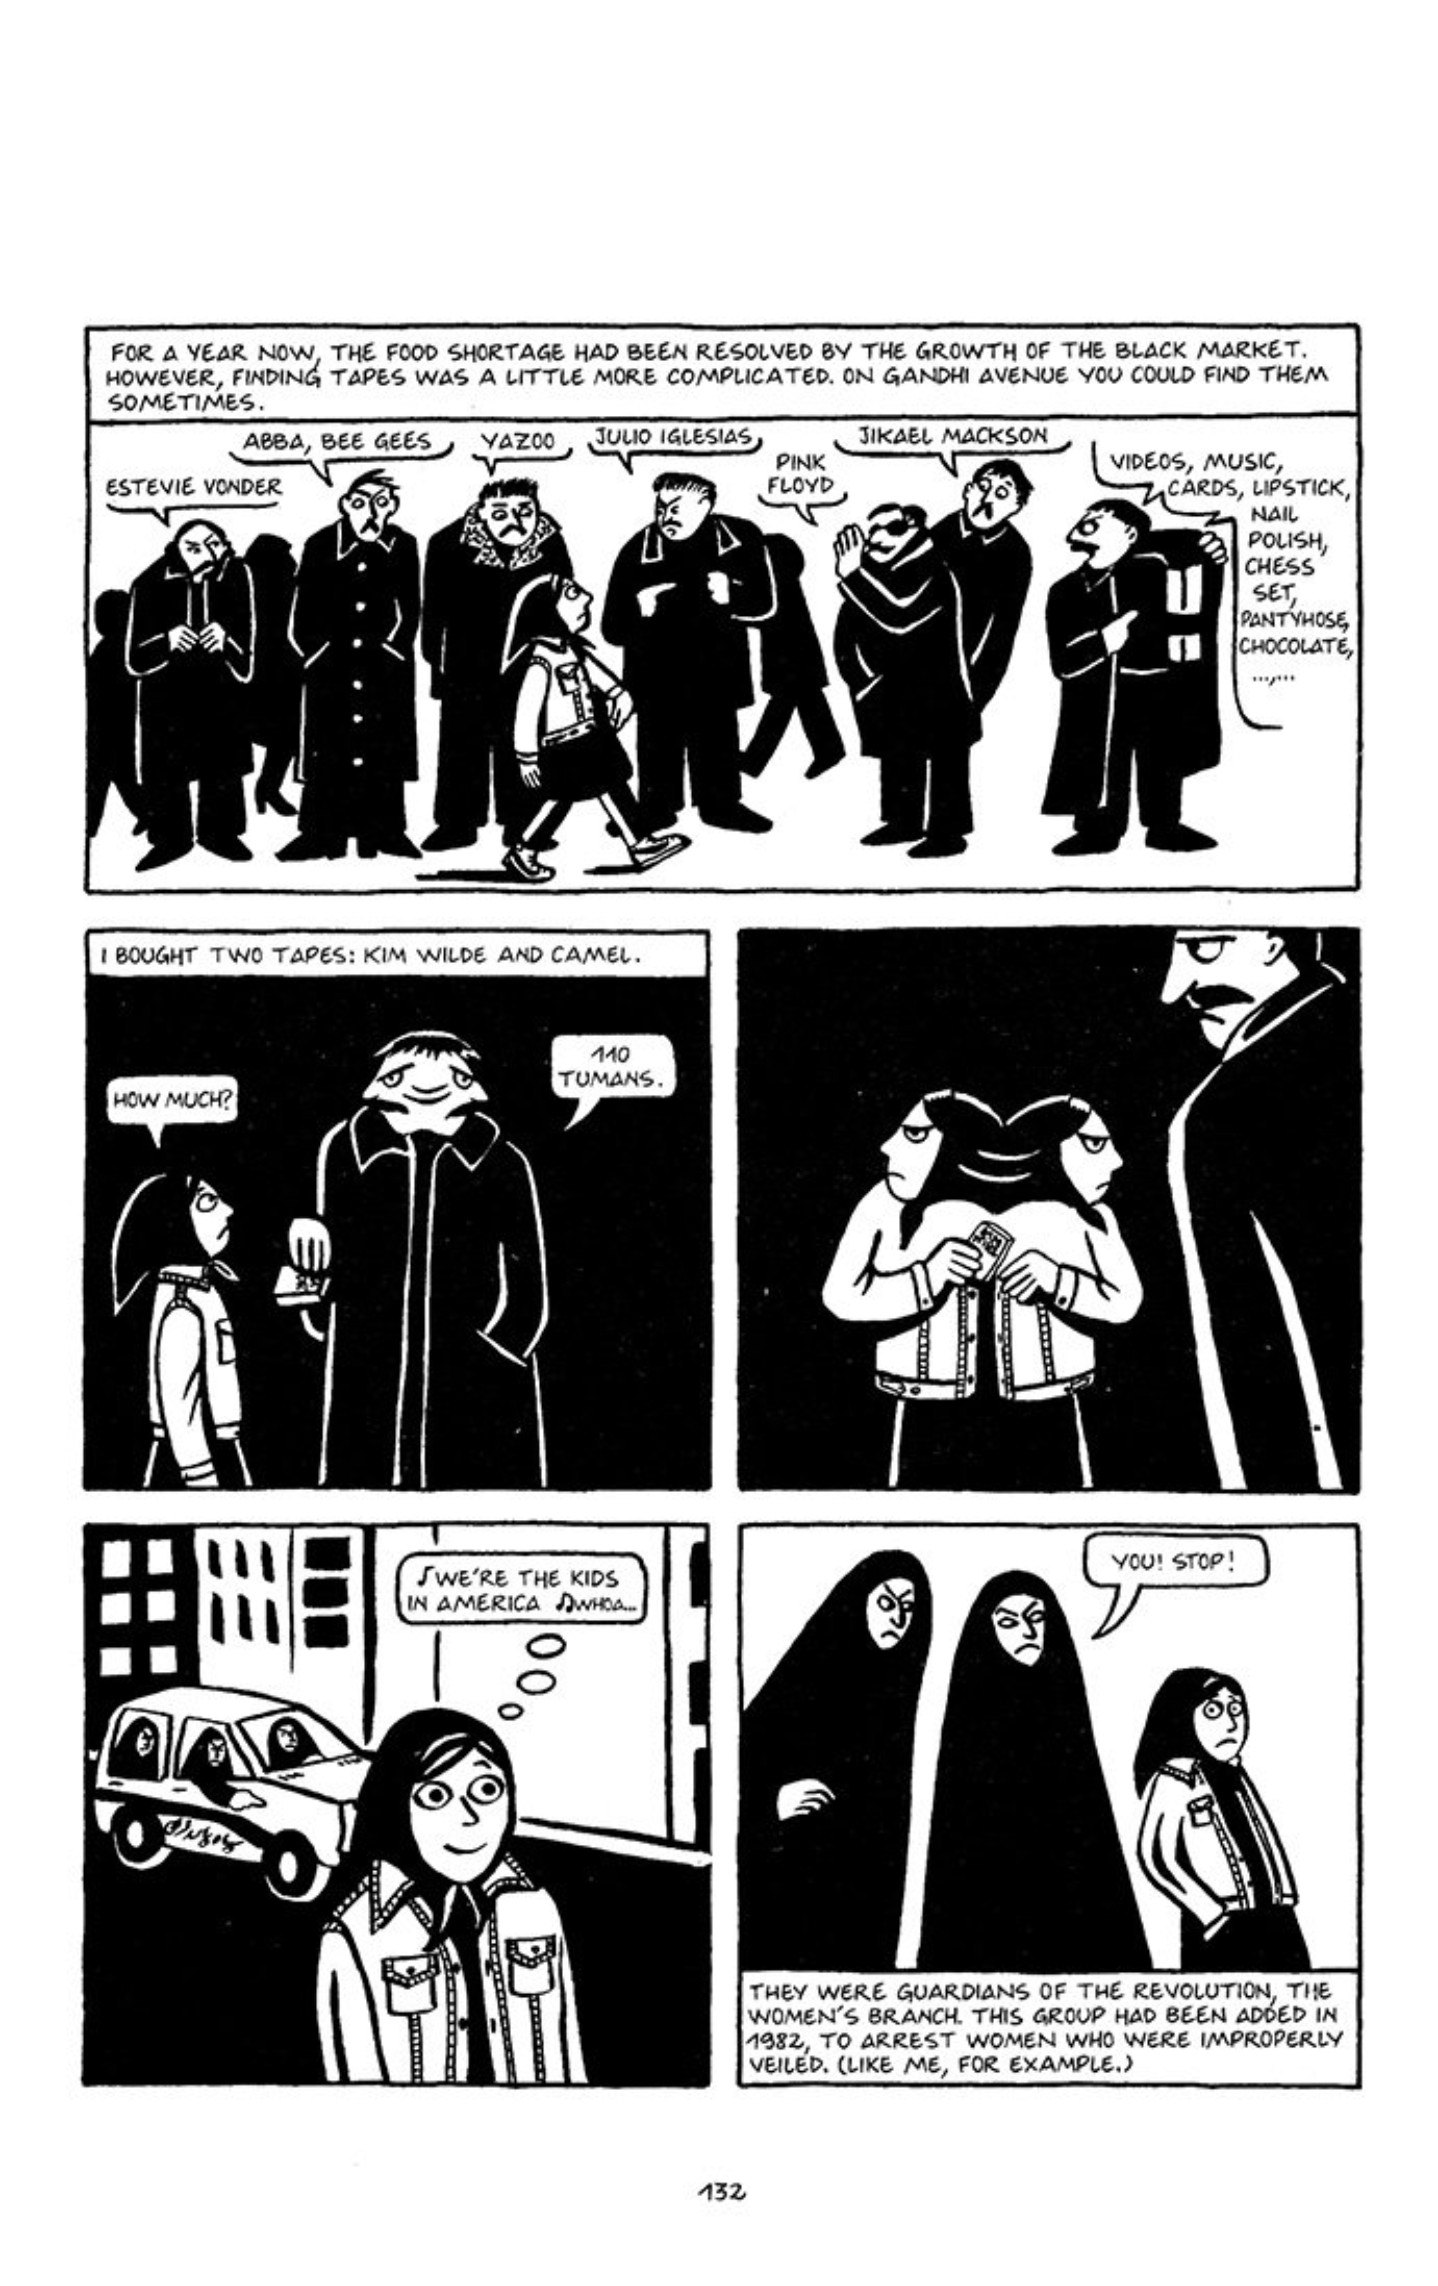 FOR A YEAR NOW, THE FOOD SHORTAGE HAD BEEN RESOLVED BY THE GROWTH OF THE BLACK MARKET.
HOWEVER, FINDING TAPES WAS A LITTLE MORE COMPLICATED. ON GANDHI AVENUE YOU COULD FIND THEM
SOMETIMES.
ESTEVIE VONDER
ABBA, BEE GEES
YAZOO
JULIO IGLESIAS
PINK
FLOYD
JIKAEL MACKSON
VIDEOS, MUSIC,
CARDS, LIPSTICK,
NAIL
POLISH,
CHESS
SET,
PANTYHOSE,
CHOCOLATE,
...,...
I BOUGHT TWO TAPES: KIM WILDE AND CAMEL.
HOW MUCH?
110
TUMANS.
♪WE'RE THE KIDS
IN AMERICA ♫WHOA...
YOU! STOP!
THEY WERE GUARDIANS OF THE REVOLUTION, THE
WOMEN'S BRANCH. THIS GROUP HAD BEEN ADDED IN
1982, TO ARREST WOMEN WHO WERE IMPROPERLY
VEILED. (LIKE ME, FOR EXAMPLE.)
132